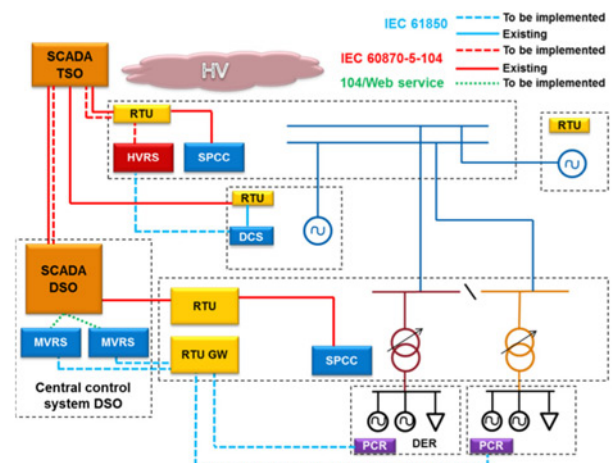 IEC 61850
To be implemented
Existing
IEC 60870-5-104
To be implemented
Existing
104/Web service
To be implemented
SCADA
TSO
HV
RTU
HVRS
SPCC
RTU
RTU
DCS
SCADA
DSO
RTU
MVRS
MVRS
RTU GW
SPCC
Central control
system DSO
PCR
DER
PCR